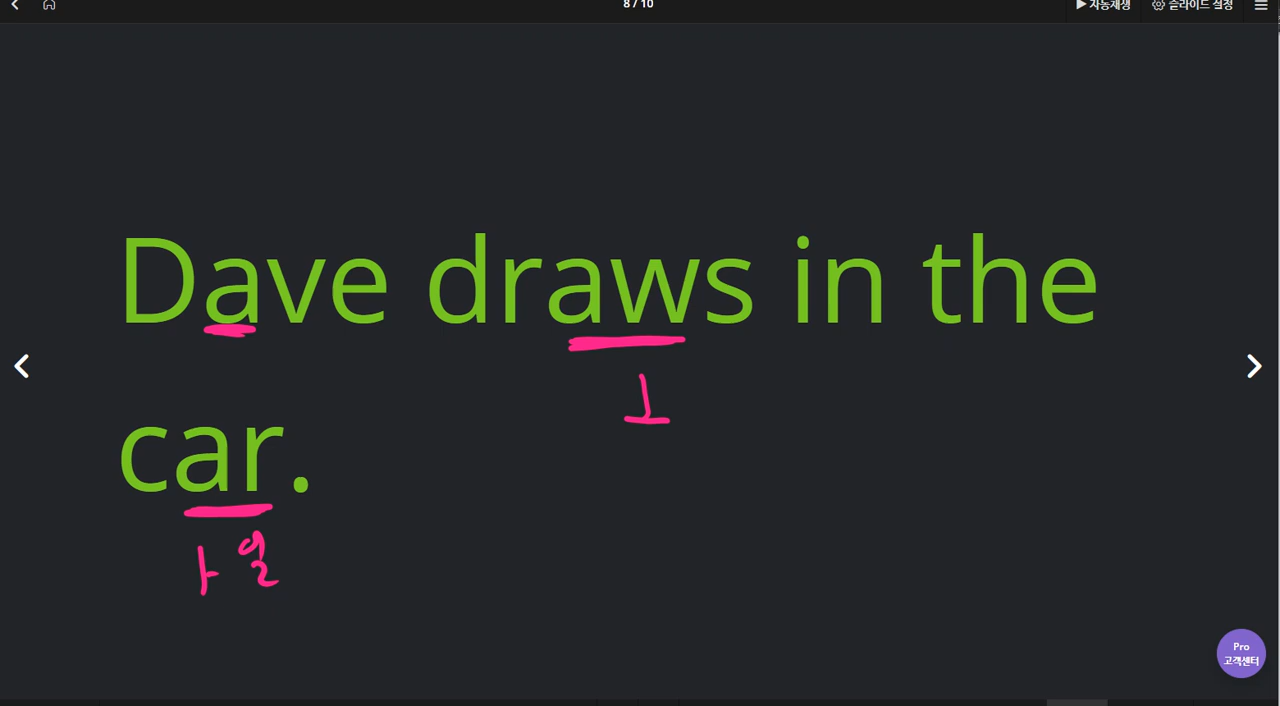 8 / 10
▶ 자동재생
슬라이드 설정
Dave draws in the
ㅗ
car.
ㅏ얼
Pro
고객센터